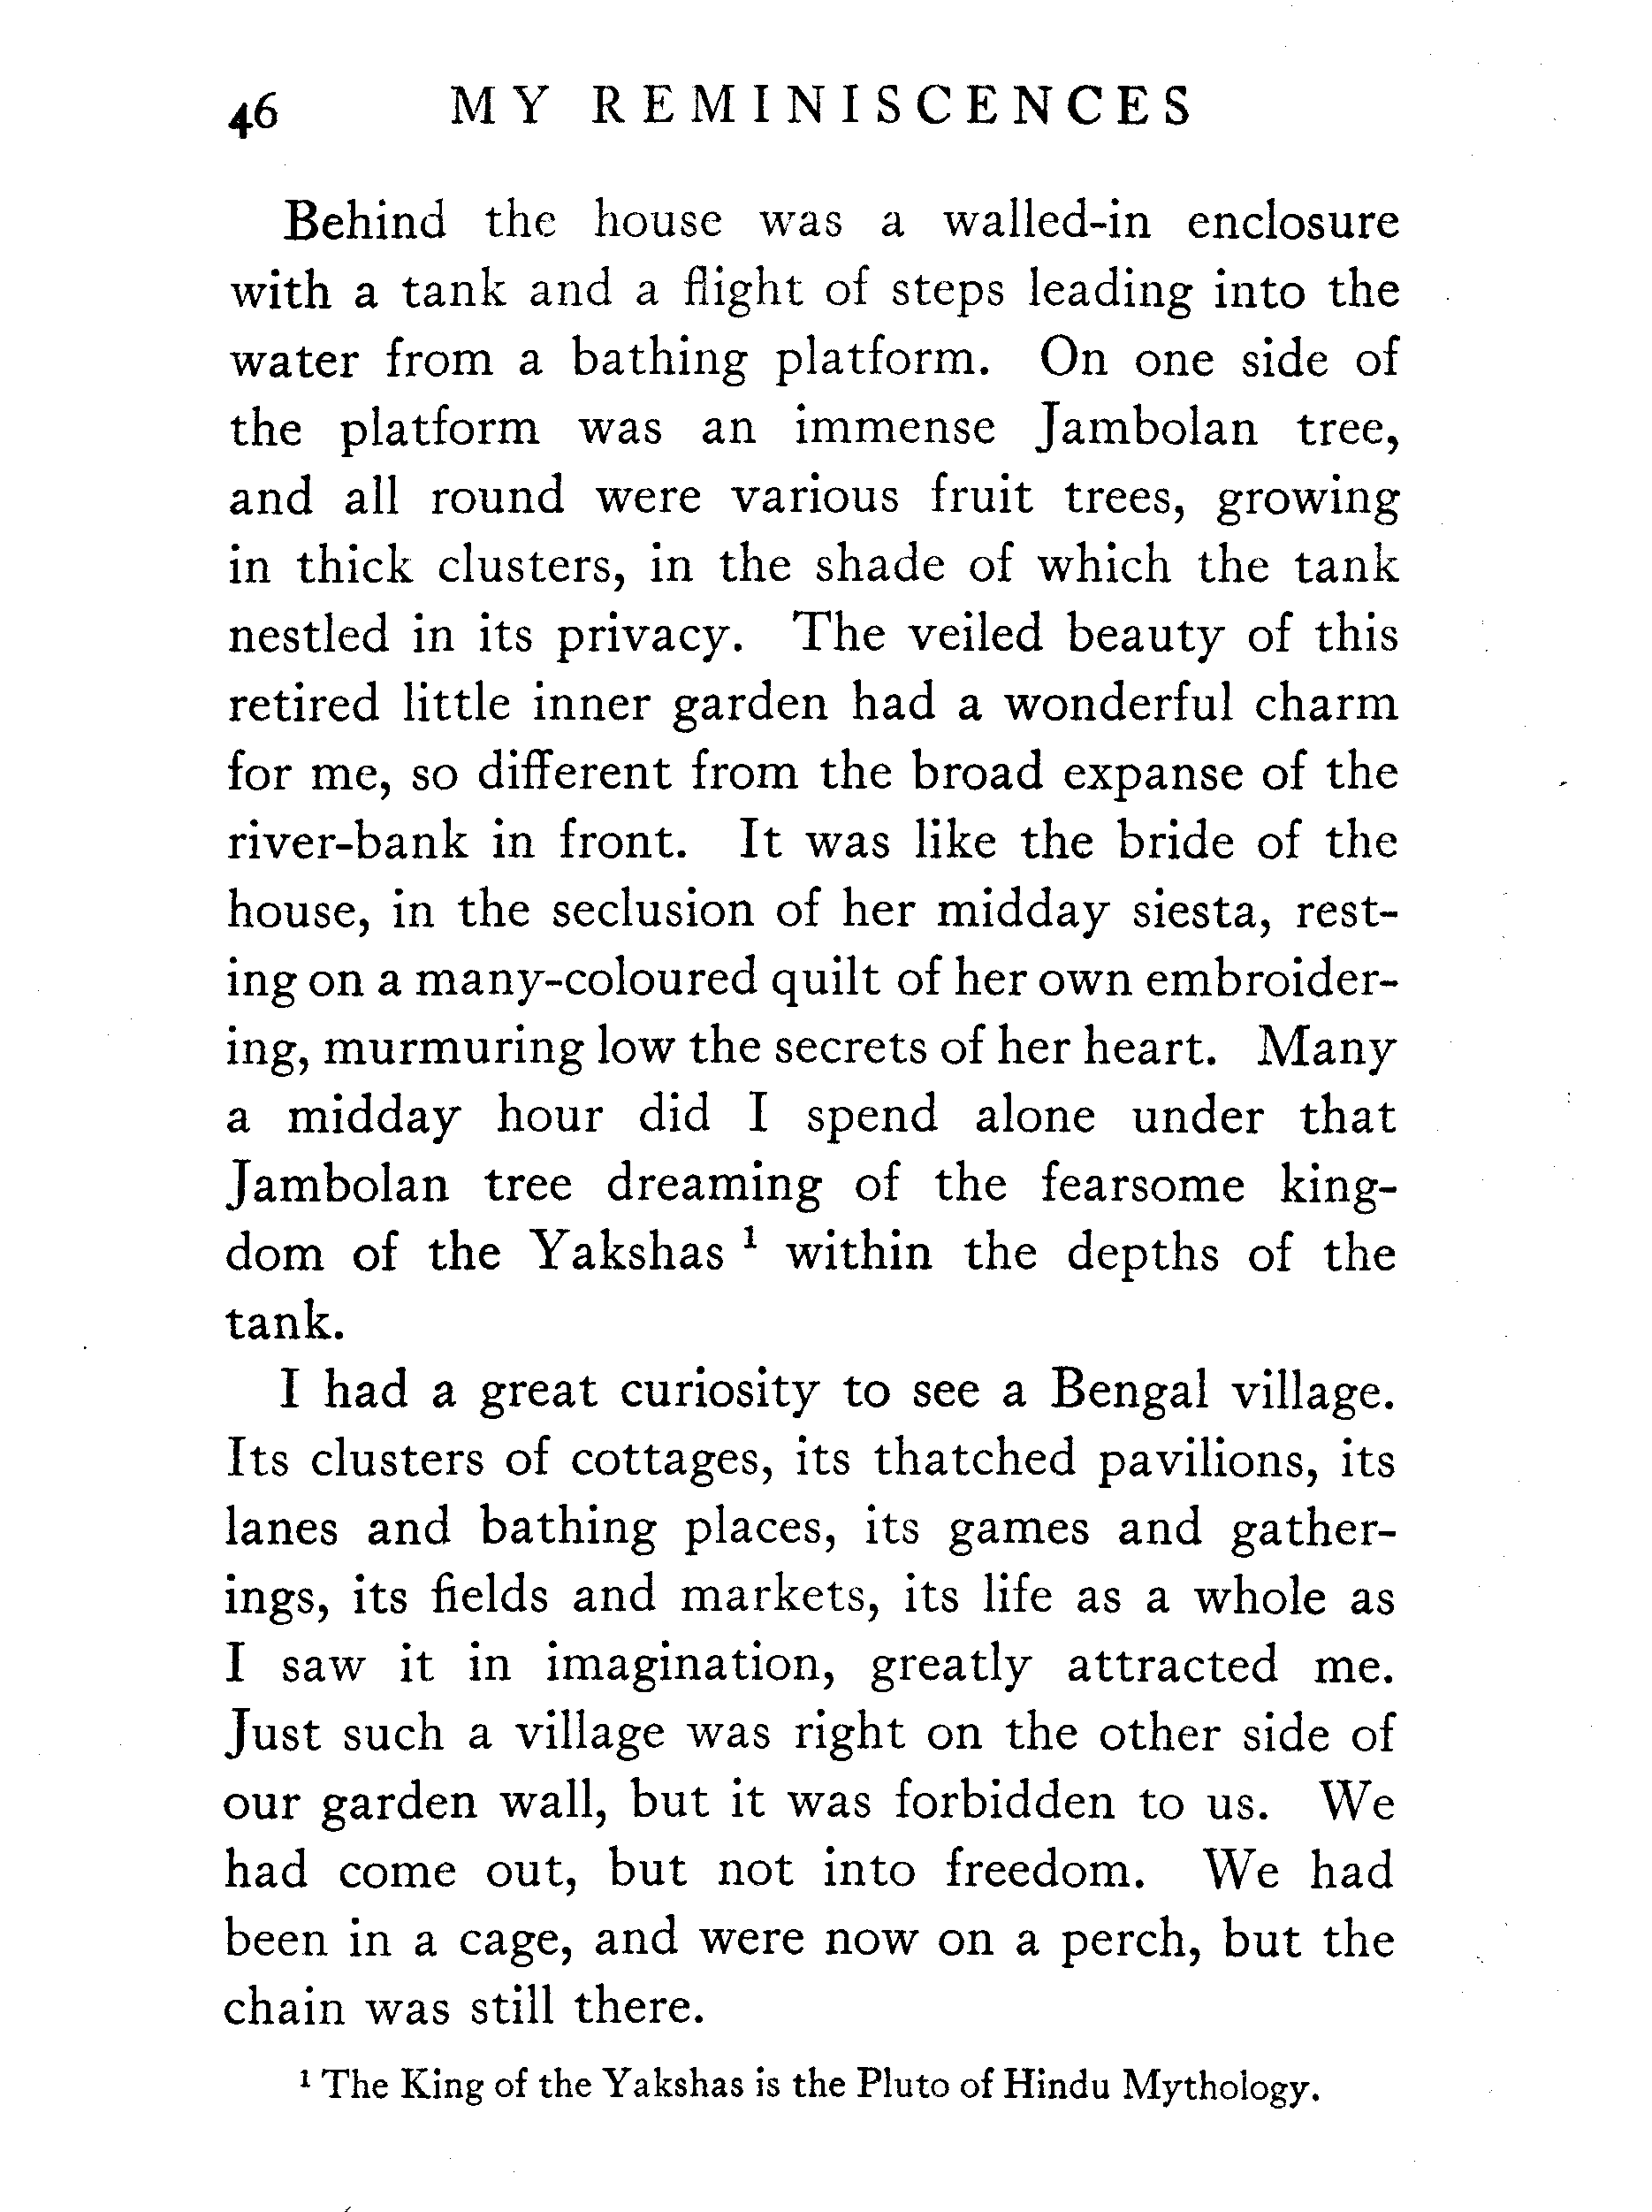 46 MY REMINISCENCES
Behind the house was a walled-in enclosure
with a tank and a flight of steps leading into the
water from a bathing platform. On one side of
the platform was an immense Jambolan tree,
and all round were various fruit trees, growing
in thick clusters, in the shade of which the tank
nestled in its privacy. The veiled beauty of this
retired little inner garden had a wonderful charm
for me, so different from the broad expanse of the
river-bank in front. It was like the bride of the
house, in the seclusion of her midday siesta, rest-
ing on a many-coloured quilt of her own embroider-
ing, murmuring low the secrets of her heart. Many
a midday hour did I spend alone under that
Jambolan tree dreaming of the fearsome king-
dom of the Yakshas ¹ within the depths of the
tank.
I had a great curiosity to see a Bengal village.
Its clusters of cottages, its thatched pavilions, its
lanes and bathing places, its games and gather-
ings, its fields and markets, its life as a whole as
I saw it in imagination, greatly attracted me.
Just such a village was right on the other side of
our garden wall, but it was forbidden to us. We
had come out, but not into freedom. We had
been in a cage, and were now on a perch, but the
chain was still there.
¹ The King of the Yakshas is the Pluto of Hindu Mythology.